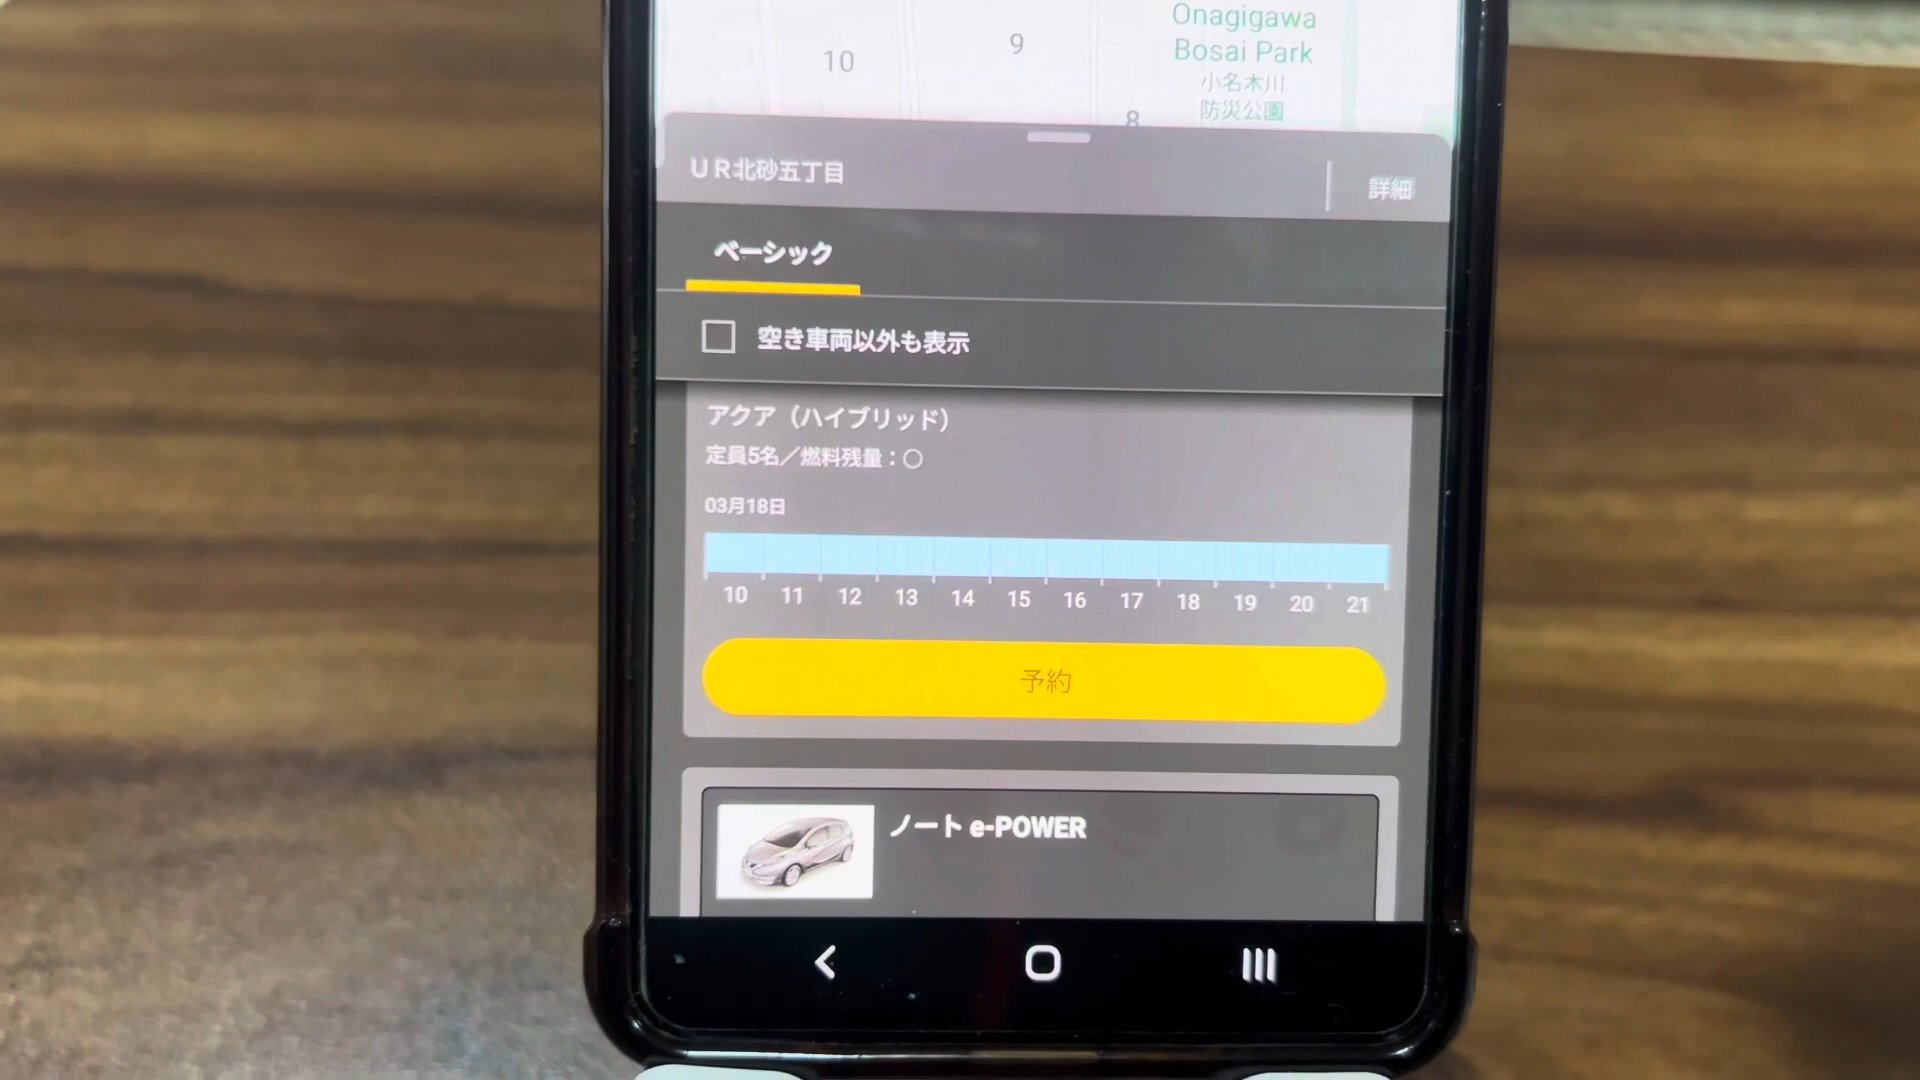 Onagigawa
Bosai Park
小名木川
防災公園
10
9
8
UR北砂五丁目
詳細
ベーシック
空き車両以外も表示
アクア（ハイブリッド）
定員5名／燃料残量：○
03月18日
10 11 12 13 14 15 16 17 18 19 20 21
予約
ノート e-POWER